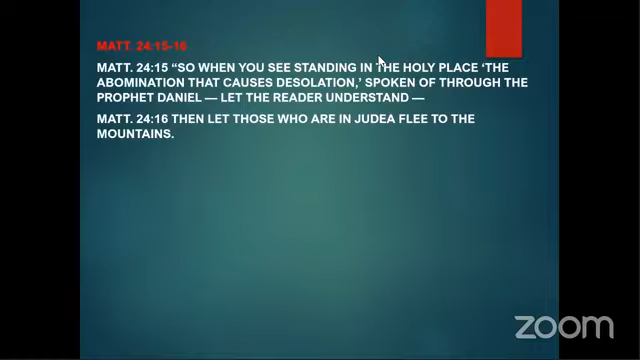 MATT. 24:15-16
MATT. 24:15 “SO WHEN YOU SEE STANDING IN THE HOLY PLACE ‘THE
ABOMINATION THAT CAUSES DESOLATION,’ SPOKEN OF THROUGH THE
PROPHET DANIEL — LET THE READER UNDERSTAND —
MATT. 24:16 THEN LET THOSE WHO ARE IN JUDEA FLEE TO THE
MOUNTAINS.
zoom